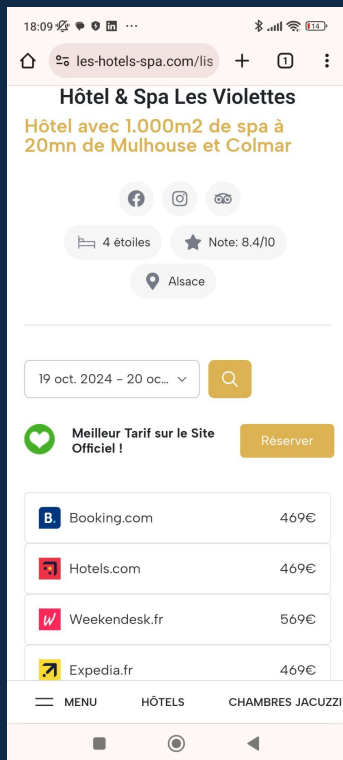 18:09
14
les-hotels-spa.com/lis
1
Hôtel & Spa Les Violettes
Hôtel avec 1.000m2 de spa à
20mn de Mulhouse et Colmar
4 étoiles
Note: 8.4/10
Alsace
19 oct. 2024 - 20 oc...
Meilleur Tarif sur le Site
Officiel !
Réserver
B. Booking.com 469€
Hotels.com 469€
W Weekendesk.fr 569€
Expedia.fr 469€
MENU HÔTELS CHAMBRES JACUZZI